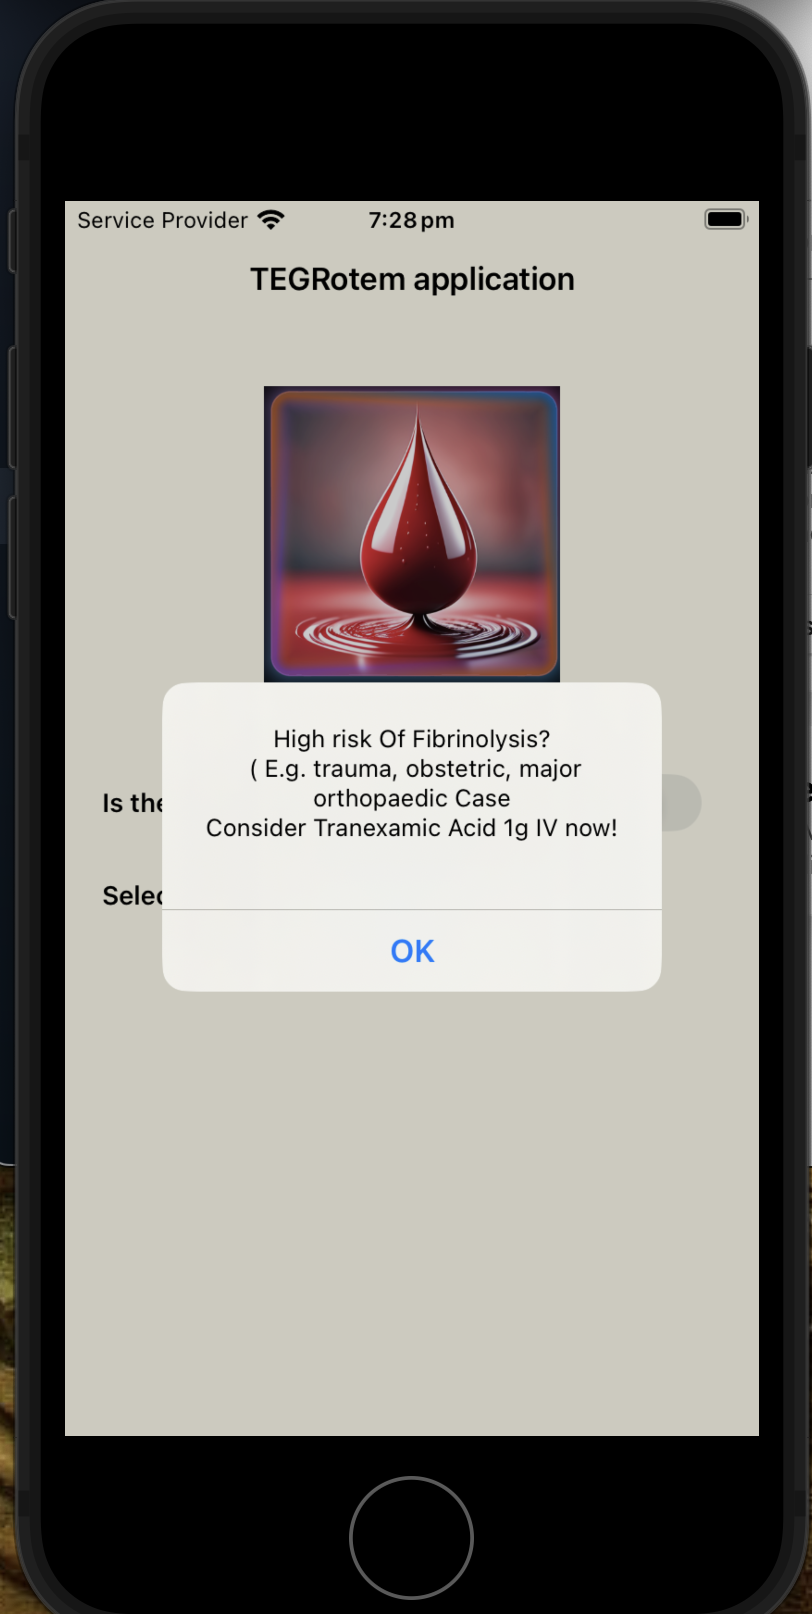 Service Provider 7:28 pm
TEGRotem application
High risk Of Fibrinolysis?
( E.g. trauma, obstetric, major
orthopaedic Case
Consider Tranexamic Acid 1g IV now!
Is the
Selec
OK